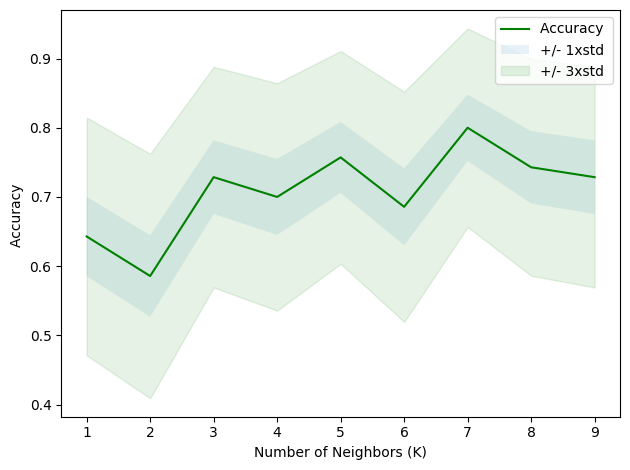 Accuracy
+/- 1xstd
+/- 3xstd
0.9
0.8
0.7
0.6
0.5
0.4
Accuracy
1 2 3 4 5 6 7 8 9
Number of Neighbors (K)